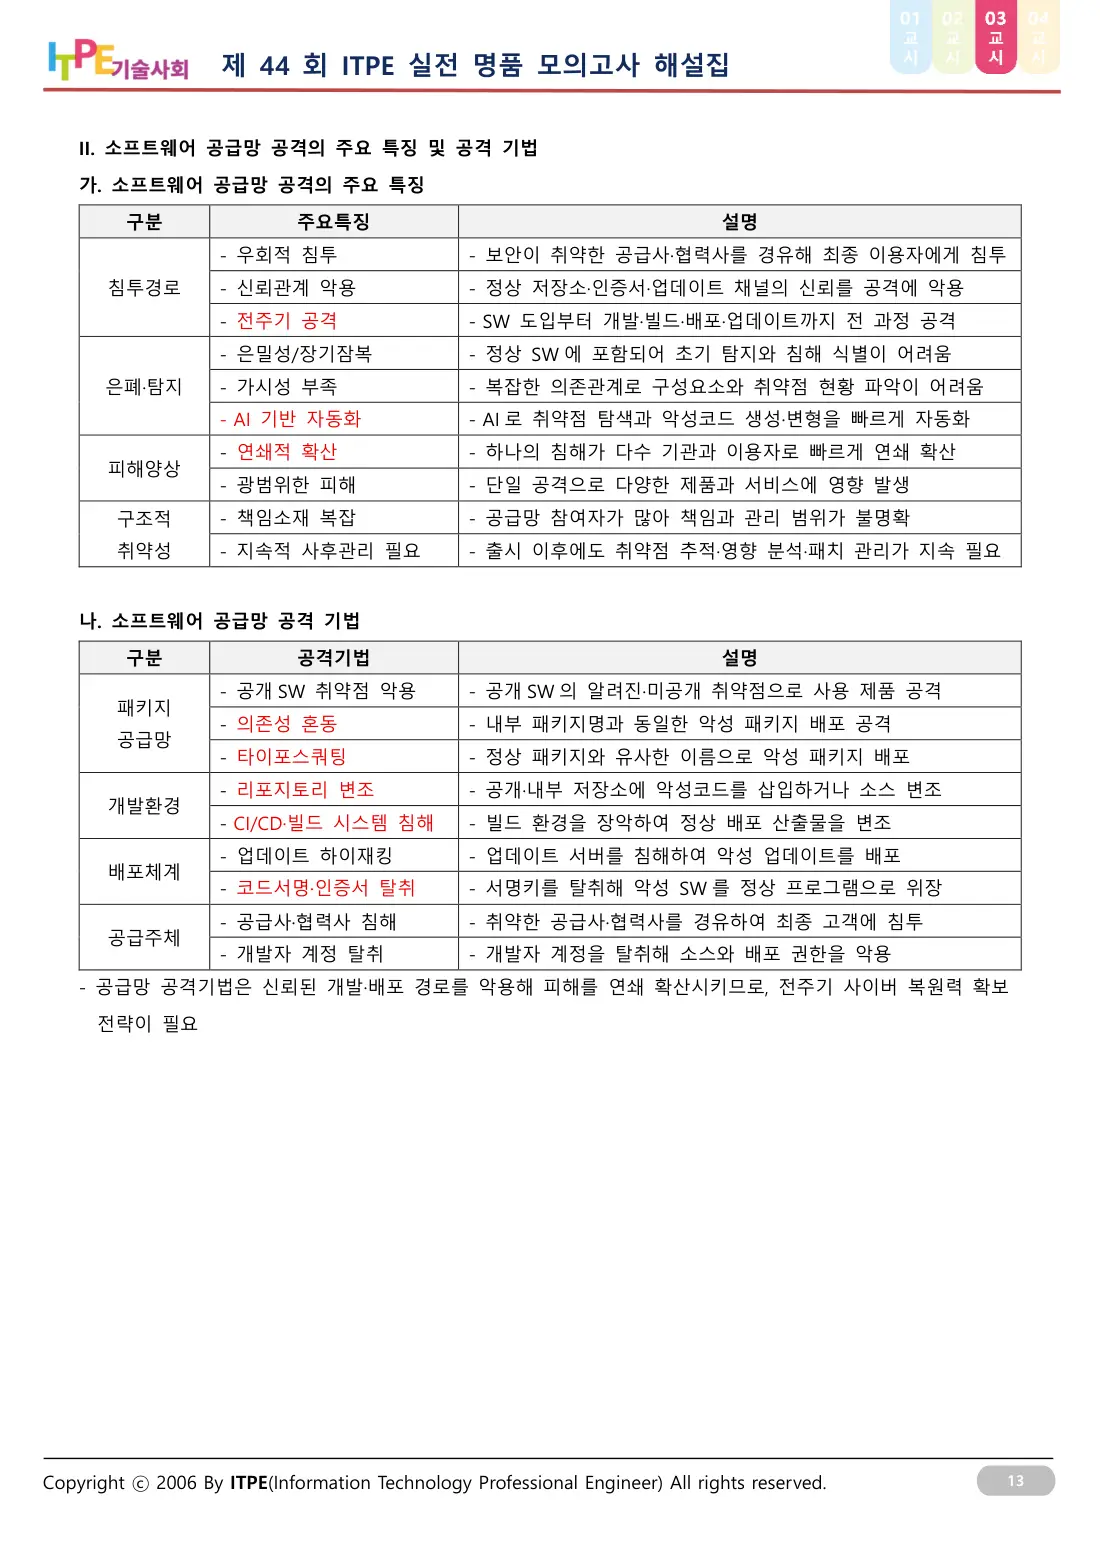 01 교시
02 교시
03 교시
04 교시
ITPE기술사회 제 44 회 ITPE 실전 명품 모의고사 해설집
II. 소프트웨어 공급망 공격의 주요 특징 및 공격 기법
가. 소프트웨어 공급망 공격의 주요 특징
구분 주요특징 설명
침투경로
- 우회적 침투 - 보안이 취약한 공급사·협력사를 경유해 최종 이용자에게 침투
- 신뢰관계 악용 - 정상 저장소·인증서·업데이트 채널의 신뢰를 공격에 악용
- 전주기 공격 - SW 도입부터 개발·빌드·배포·업데이트까지 전 과정 공격
은폐·탐지
- 은밀성/장기잠복 - 정상 SW에 포함되어 초기 탐지와 침해 식별이 어려움
- 가시성 부족 - 복잡한 의존관계로 구성요소와 취약점 현황 파악이 어려움
- AI 기반 자동화 - AI로 취약점 탐색과 악성코드 생성·변형을 빠르게 자동화
피해양상
- 연쇄적 확산 - 하나의 침해가 다수 기관과 이용자로 빠르게 연쇄 확산
- 광범위한 피해 - 단일 공격으로 다양한 제품과 서비스에 영향 발생
구조적
취약성
- 책임소재 복잡 - 공급망 참여자가 많아 책임과 관리 범위가 불명확
- 지속적 사후관리 필요 - 출시 이후에도 취약점 추적·영향 분석·패치 관리가 지속 필요
나. 소프트웨어 공급망 공격 기법
구분 공격기법 설명
패키지
공급망
- 공개 SW 취약점 악용 - 공개 SW의 알려진·미공개 취약점으로 사용 제품 공격
- 의존성 혼동 - 내부 패키지명과 동일한 악성 패키지 배포 공격
- 타이포스쿼팅 - 정상 패키지와 유사한 이름으로 악성 패키지 배포
개발환경
- 리포지토리 변조 - 공개·내부 저장소에 악성코드를 삽입하거나 소스 변조
- CI/CD·빌드 시스템 침해 - 빌드 환경을 장악하여 정상 배포 산출물을 변조
배포체계
- 업데이트 하이재킹 - 업데이트 서버를 침해하여 악성 업데이트를 배포
- 코드서명·인증서 탈취 - 서명키를 탈취해 악성 SW를 정상 프로그램으로 위장
공급주체
- 공급사·협력사 침해 - 취약한 공급사·협력사를 경유하여 최종 고객에 침투
- 개발자 계정 탈취 - 개발자 계정을 탈취해 소스와 배포 권한을 악용
- 공급망 공격기법은 신뢰된 개발·배포 경로를 악용해 피해를 연쇄 확산시키므로, 전주기 사이버 복원력 확보
전략이 필요
Copyright ⓒ 2006 By ITPE(Information Technology Professional Engineer) All rights reserved.
13